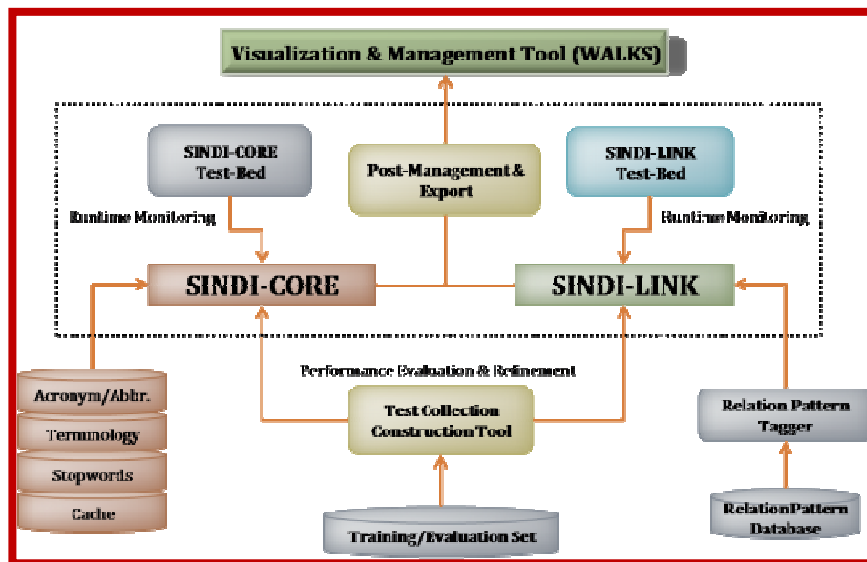 Visualization & Management Tool (WALKS)
SINDI-CORE
Test-Bed
Post-Management &
Export
SINDI-LINK
Test-Bed
Runtime Monitoring
Runtime Monitoring
SINDI-CORE
SINDI-LINK
Performance Evaluation & Refinement
Acronym/Abbr.
Terminology
Stopwords
Cache
Test Collection
Construction Tool
Relation Pattern
Tagger
Training/Evaluation Set
RelationPattern
Database